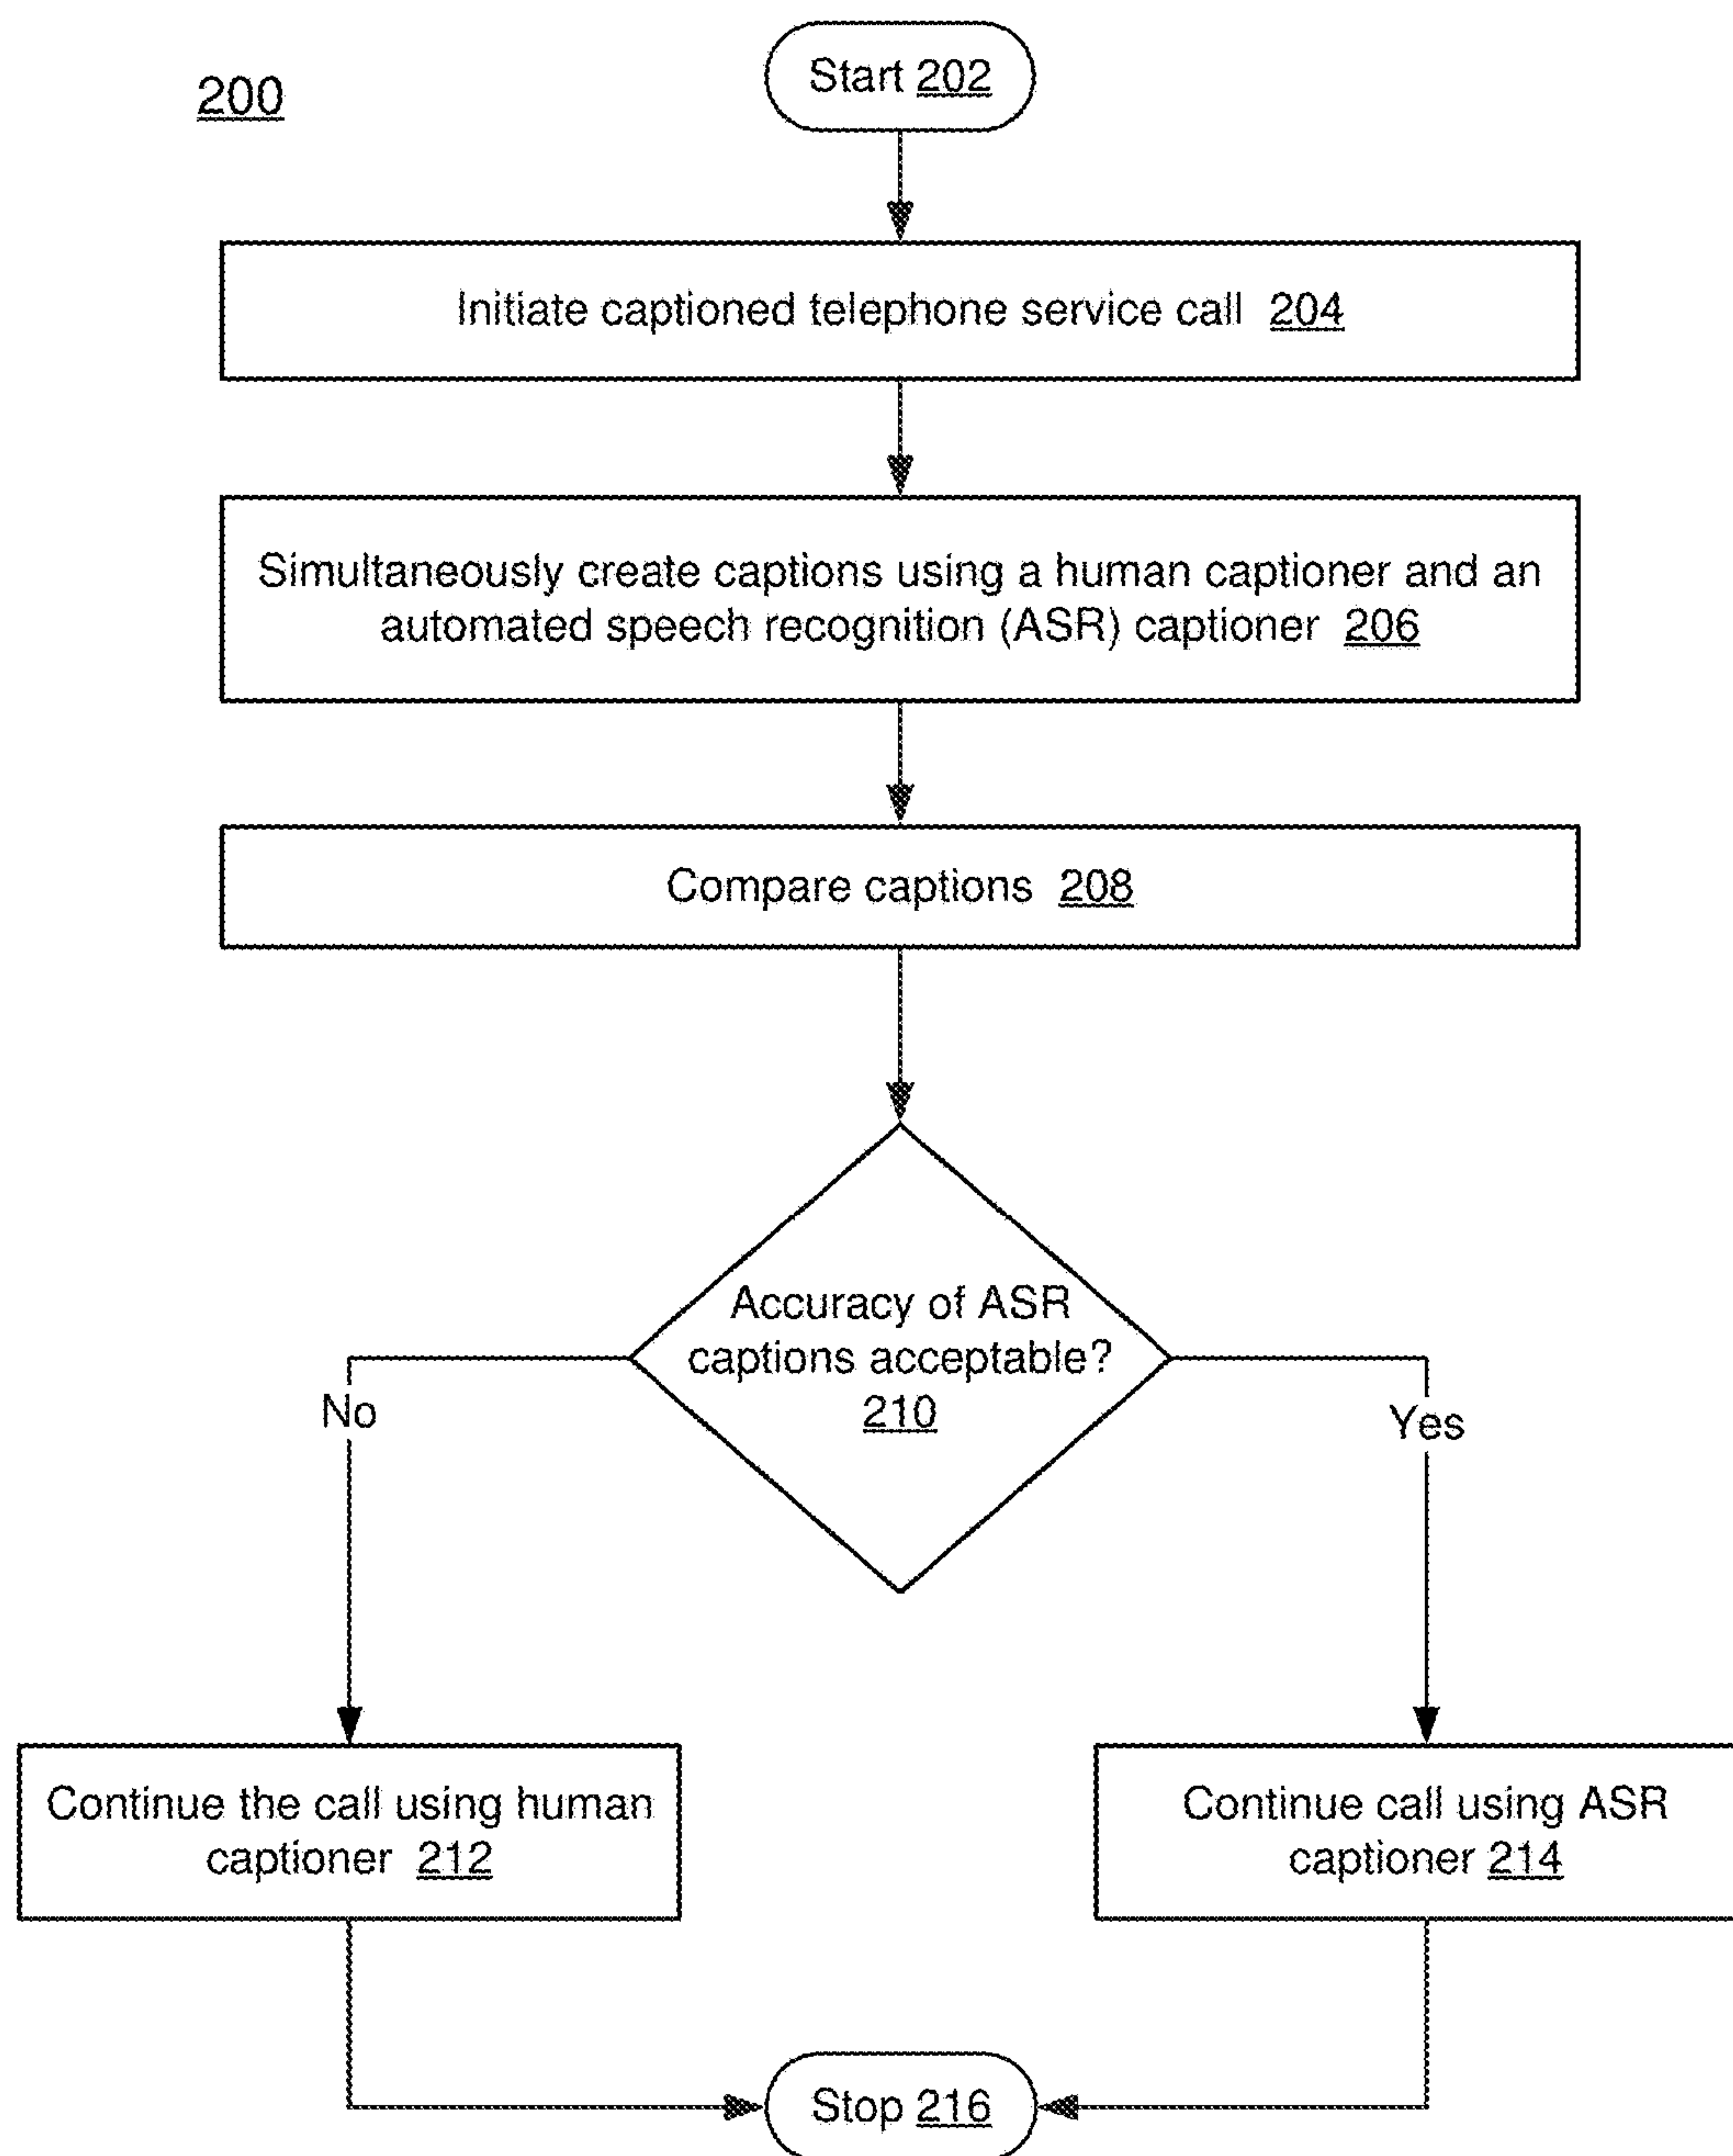 200
Start 202
Initiate captioned telephone service call 204
Simultaneously create captions using a human captioner and an
automated speech recognition (ASR) captioner 206
Compare captions 208
Accuracy of ASR
captions acceptable?
210
No
Yes
Continue the call using human
captioner 212
Continue call using ASR
captioner 214
Stop 216